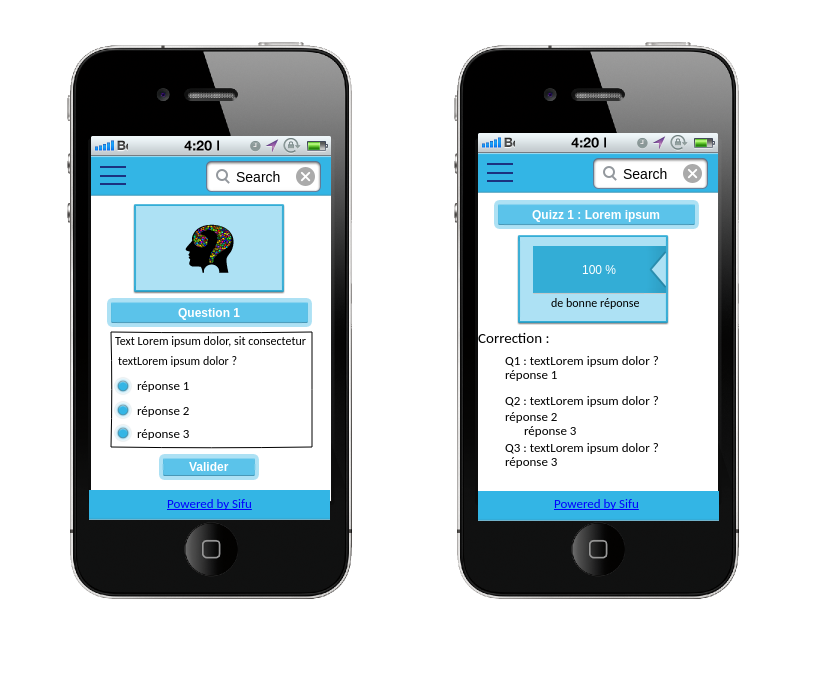 Be
4:20
Search
Question 1
Text Lorem ipsum dolor, sit consectetur
textLorem ipsum dolor ?
réponse 1
réponse 2
réponse 3
Valider
Powered by Sifu
4:20
Search
Quizz 1 : Lorem ipsum
100 %
de bonne réponse
Correction :
Q1 : textLorem ipsum dolor ?
réponse 1
Q2 : textLorem ipsum dolor ?
réponse 2
réponse 3
Q3 : textLorem ipsum dolor ?
réponse 3
Powered by Sifu